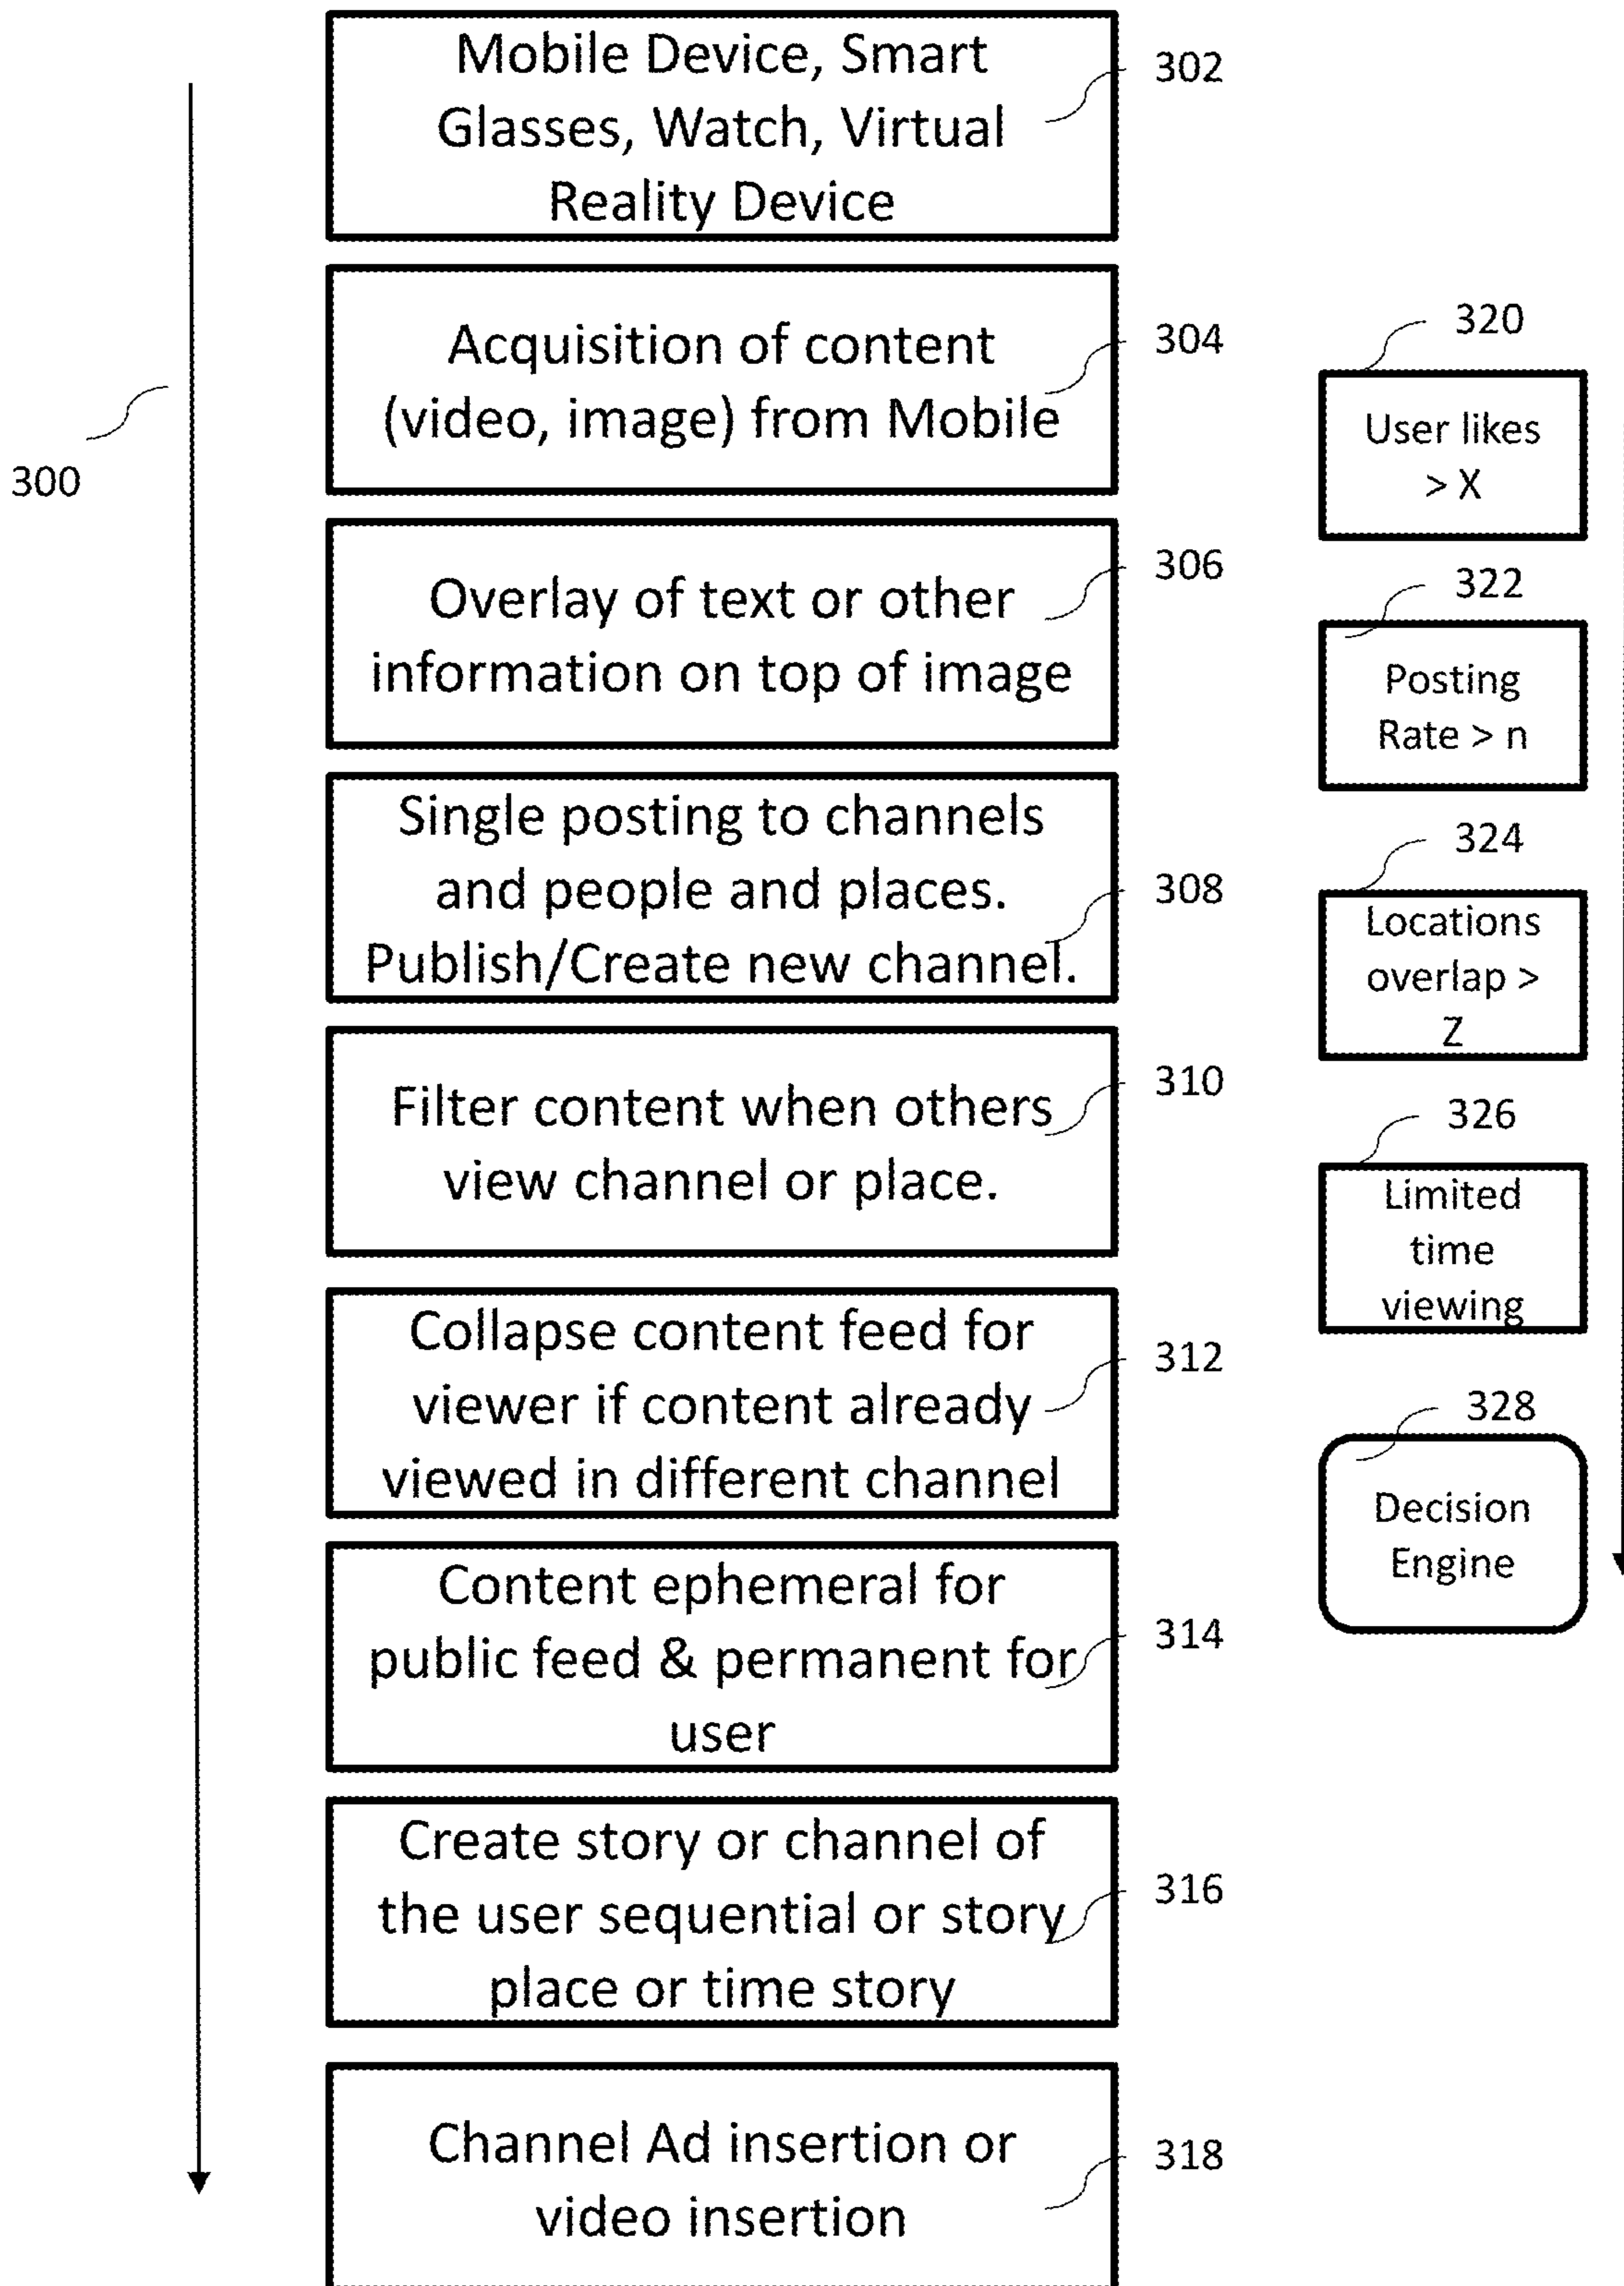 Mobile Device, Smart
Glasses, Watch, Virtual
Reality Device
302
Acquisition of content
(video, image) from Mobile
304
300
Overlay of text or other
information on top of image
306
Single posting to channels
and people and places.
Publish/Create new channel.
308
Filter content when others
view channel or place.
310
Collapse content feed for
viewer if content already
viewed in different channel
312
Content ephemeral for
public feed & permanent for
user
314
Create story or channel of
the user sequential or story
place or time story
316
Channel Ad insertion or
video insertion
318
320
User likes
> X
322
Posting
Rate > n
324
Locations
overlap >
Z
326
Limited
time
viewing
328
Decision
Engine